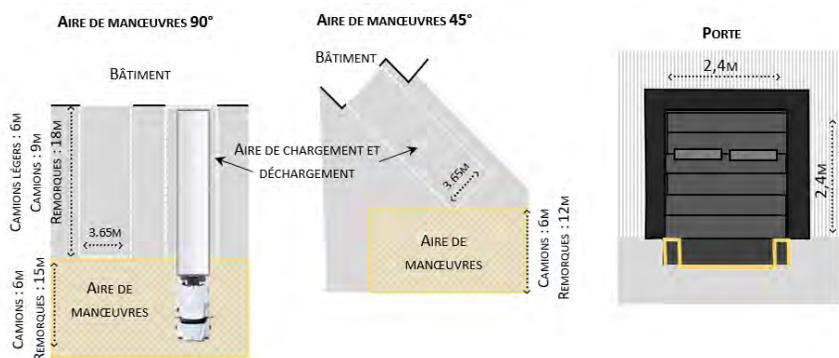 AIRE DE MANŒUVRES 90°
BÂTIMENT
CAMIONS LÉGERS : 6M
CAMIONS : 9M
REMORQUES : 18M
3.65M
CAMIONS : 6M
REMORQUES : 15M
AIRE DE
MANŒUVRES
AIRE DE CHARGEMENT ET
DÉCHARGEMENT
AIRE DE MANŒUVRES 45°
BÂTIMENT
3.65M
AIRE DE
MANŒUVRES
CAMIONS : 6M
REMORQUES : 12M
PORTE
2,4M
2,4M